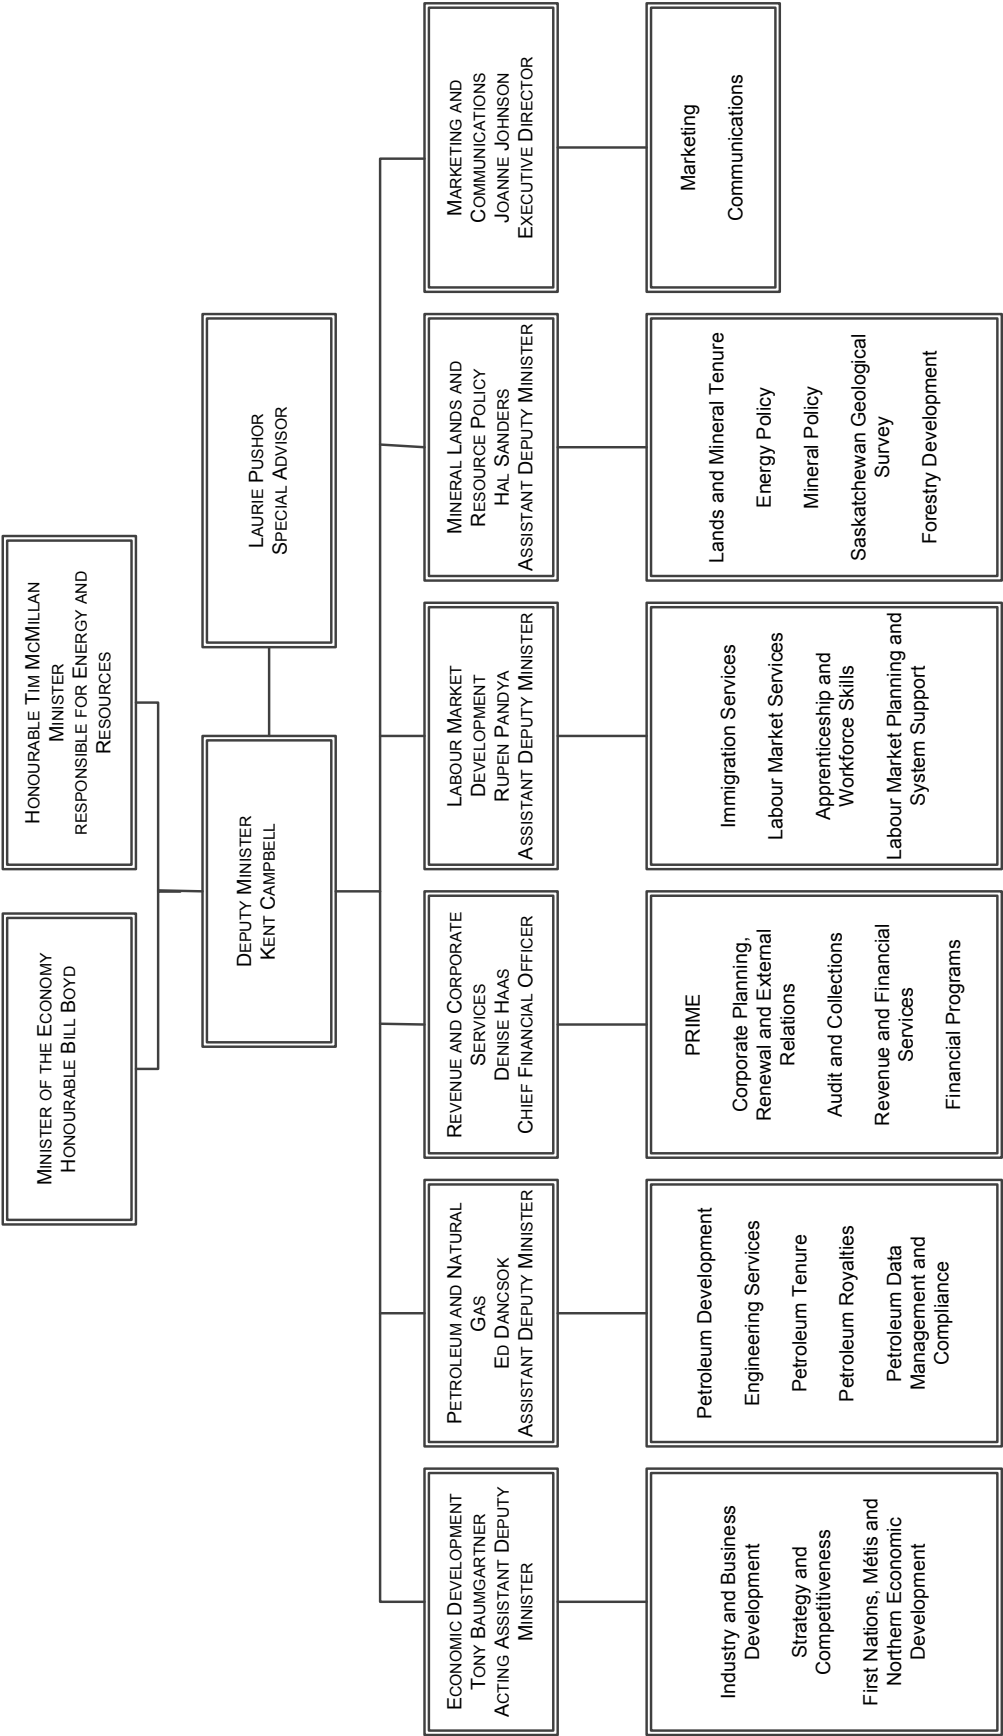 MINISTER OF THE ECONOMY
HONOURABLE BILL BOYD
HONOURABLE TIM MCMILLAN
MINISTER
RESPONSIBLE FOR ENERGY AND
RESOURCES
DEPUTY MINISTER
KENT CAMPBELL
LAURIE PUSHOR
SPECIAL ADVISOR
ECONOMIC DEVELOPMENT
TONY BAUMGARTNER
ACTING ASSISTANT DEPUTY
MINISTER
PETROLEUM AND NATURAL
GAS
ED DANCSOK
ASSISTANT DEPUTY MINISTER
REVENUE AND CORPORATE
SERVICES
DENISE HAAS
CHIEF FINANCIAL OFFICER
LABOUR MARKET
DEVELOPMENT
RUPEN PANDYA
ASSISTANT DEPUTY MINISTER
MINERAL LANDS AND
RESOURCE POLICY
HAL SANDERS
ASSISTANT DEPUTY MINISTER
MARKETING AND
COMMUNICATIONS
JOANNE JOHNSON
EXECUTIVE DIRECTOR
Industry and Business
Development
Strategy and
Competitiveness
First Nations, Métis and
Northern Economic
Development
Petroleum Development
Engineering Services
Petroleum Tenure
Petroleum Royalties
Petroleum Data
Management and
Compliance
PRIME
Corporate Planning,
Renewal and External
Relations
Audit and Collections
Revenue and Financial
Services
Financial Programs
Immigration Services
Labour Market Services
Apprenticeship and
Workforce Skills
Labour Market Planning and
System Support
Lands and Mineral Tenure
Energy Policy
Mineral Policy
Saskatchewan Geological
Survey
Forestry Development
Marketing
Communications